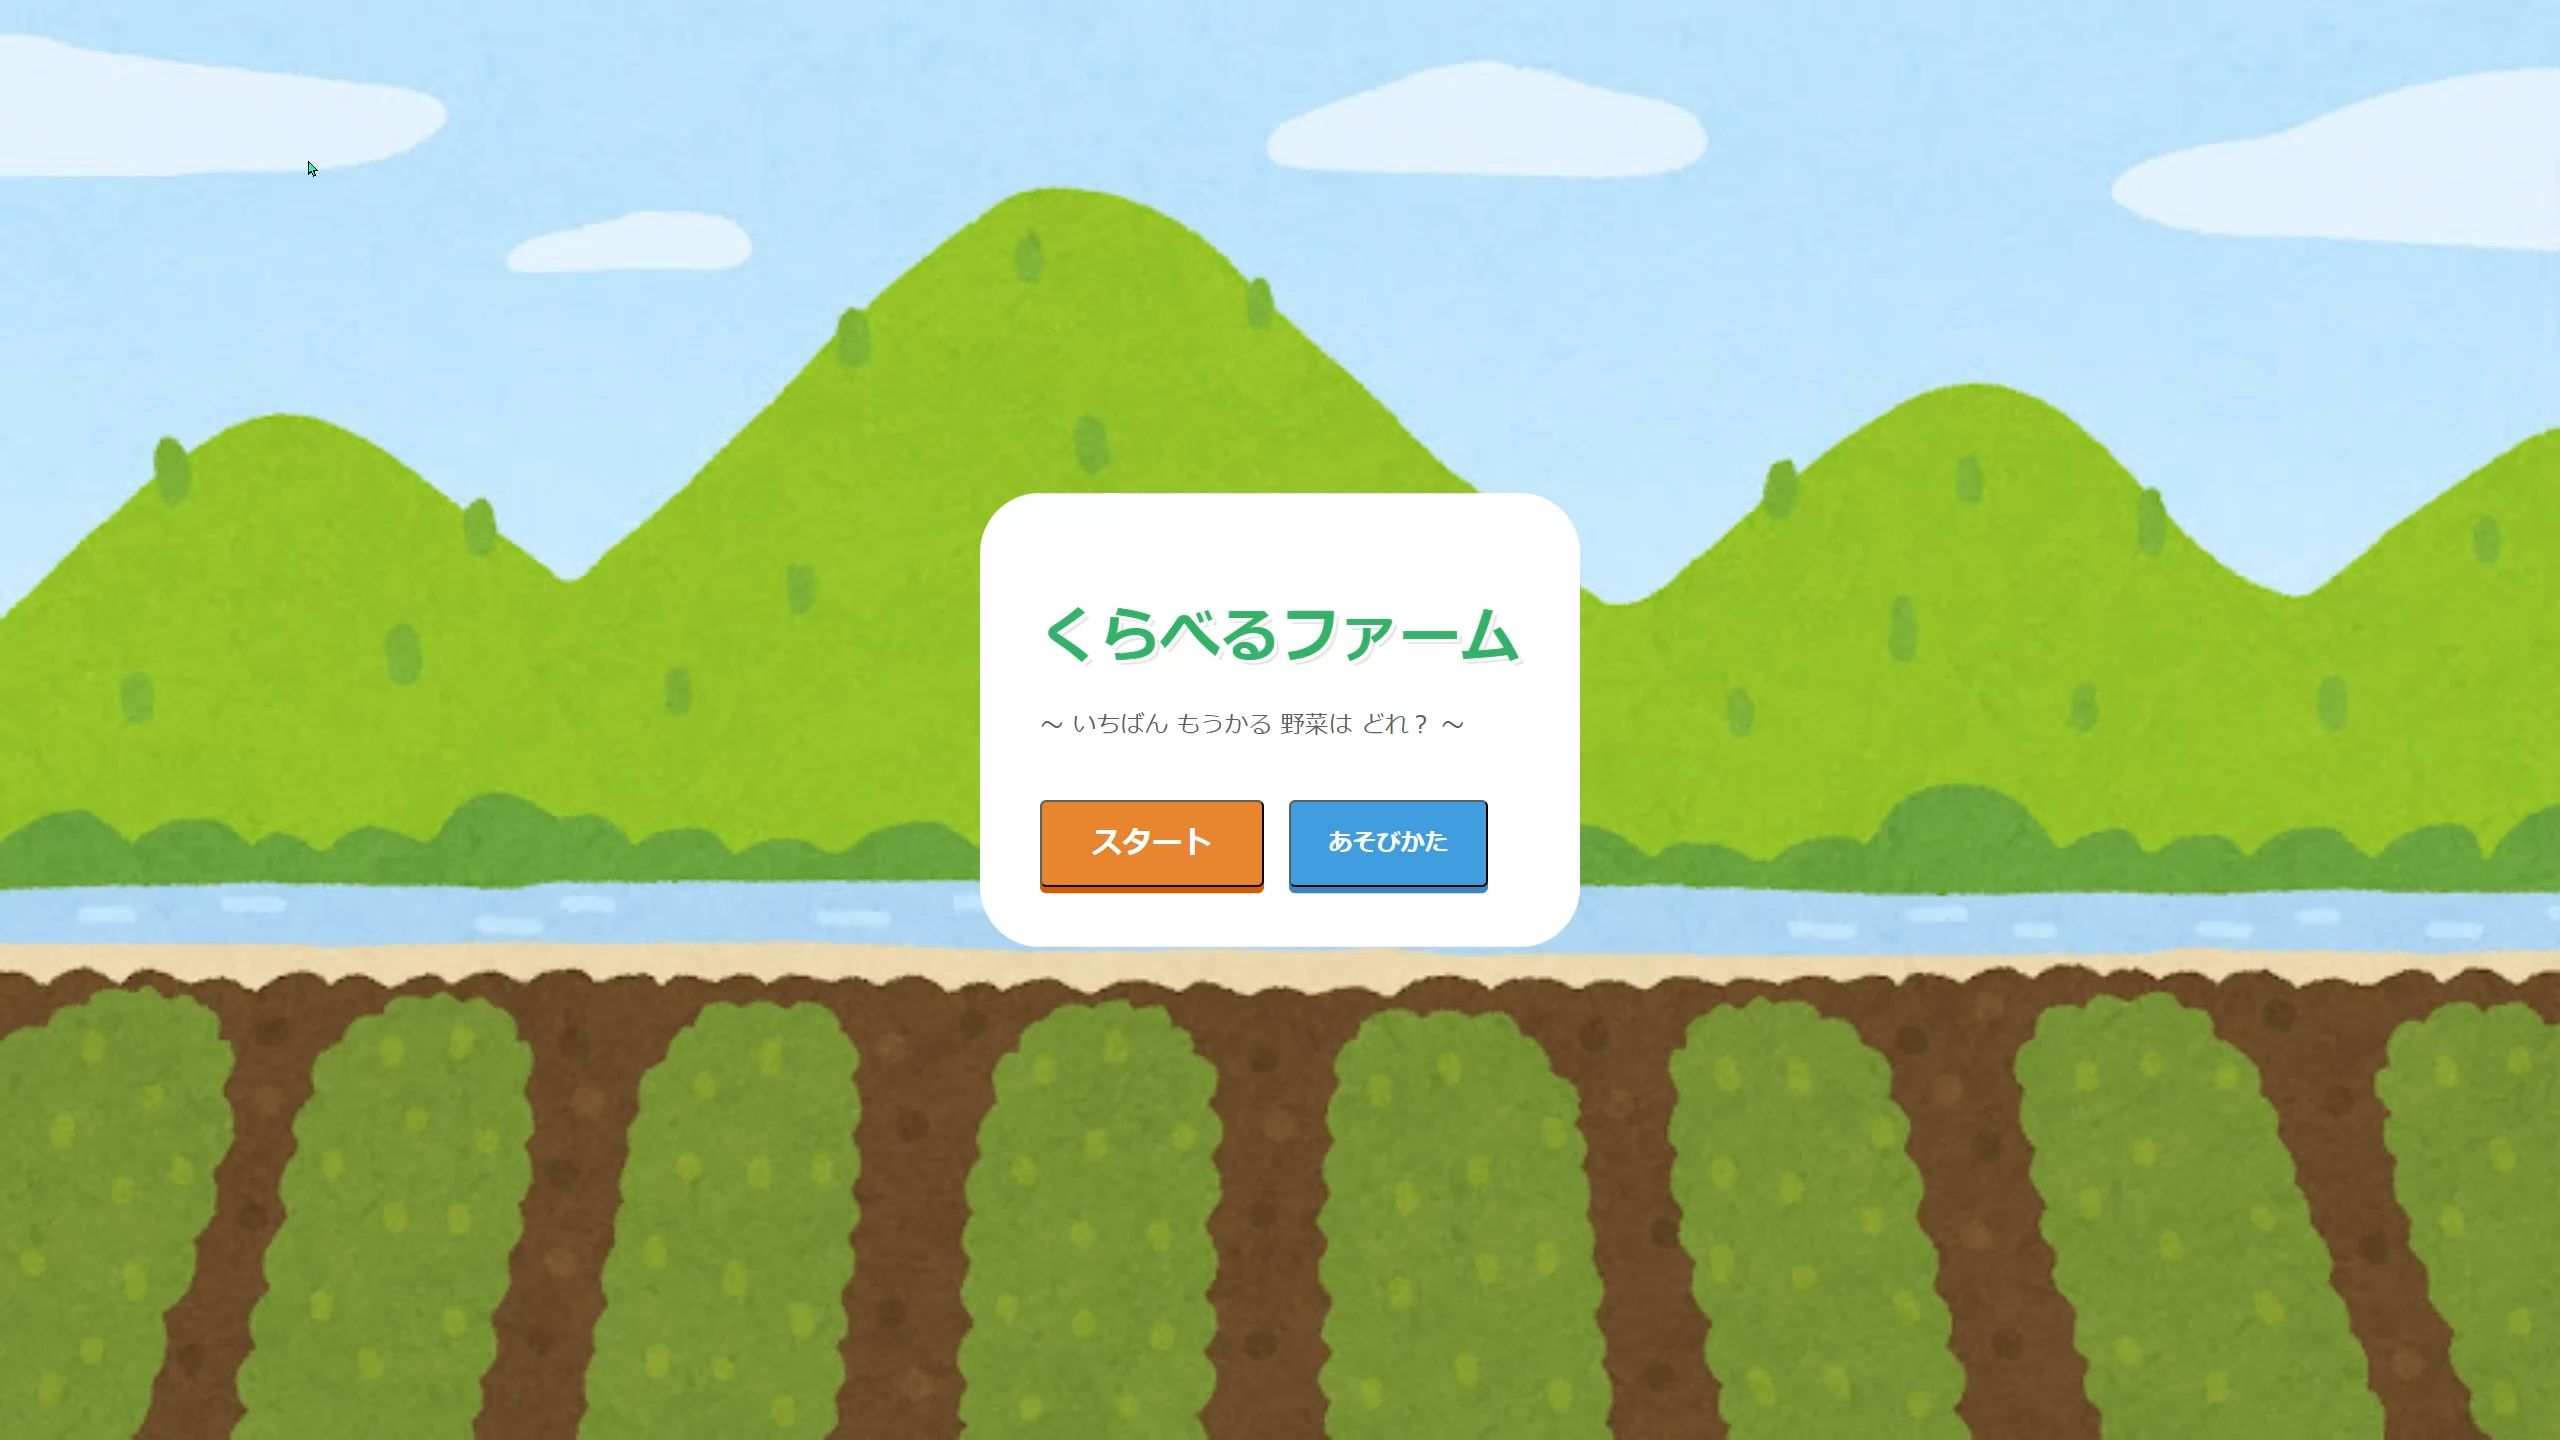 くらべるファーム
～ いちばん もうかる 野菜は どれ？ ～
スタート
あそびかた